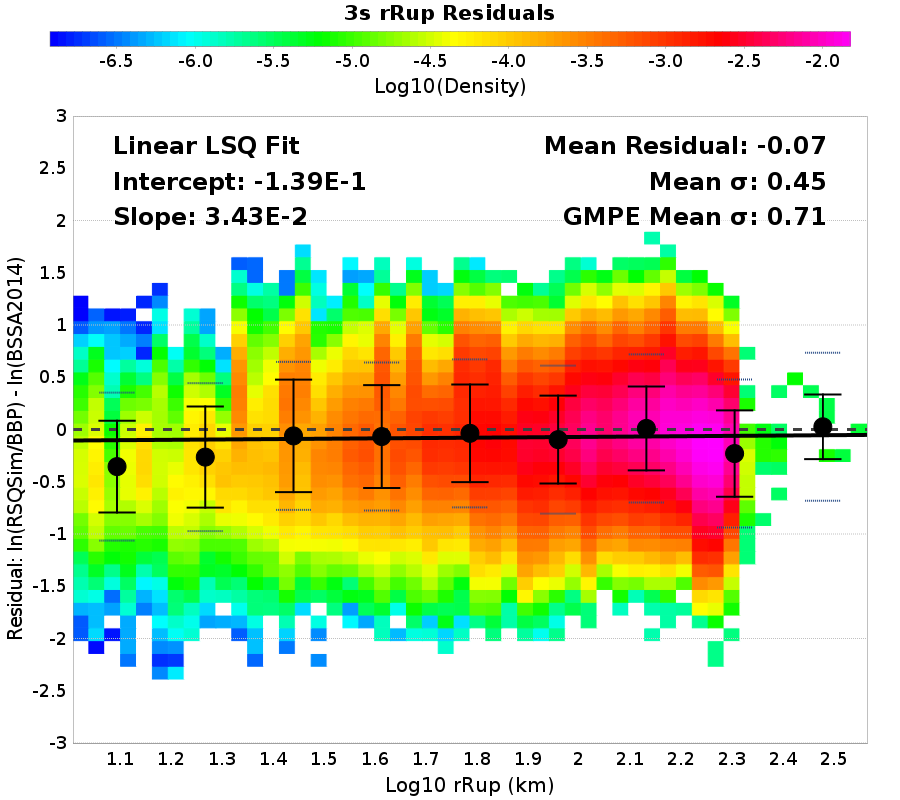 3s rRup Residuals
-6.5 -6.0 -5.5 -5.0 -4.5 -4.0 -3.5 -3.0 -2.5 -2.0
Log10(Density)
Linear LSQ Fit
Intercept: -1.39E-1
Slope: 3.43E-2
Mean Residual: -0.07
Mean σ: 0.45
GMPE Mean σ: 0.71
Residual: ln(RSQSim/BBP) - ln(BSSA2014)
3
2.5
2
1.5
1
0.5
0
-0.5
-1
-1.5
-2
-2.5
-3
1.1 1.2 1.3 1.4 1.5 1.6 1.7 1.8 1.9 2 2.1 2.2 2.3 2.4 2.5
Log10 rRup (km)